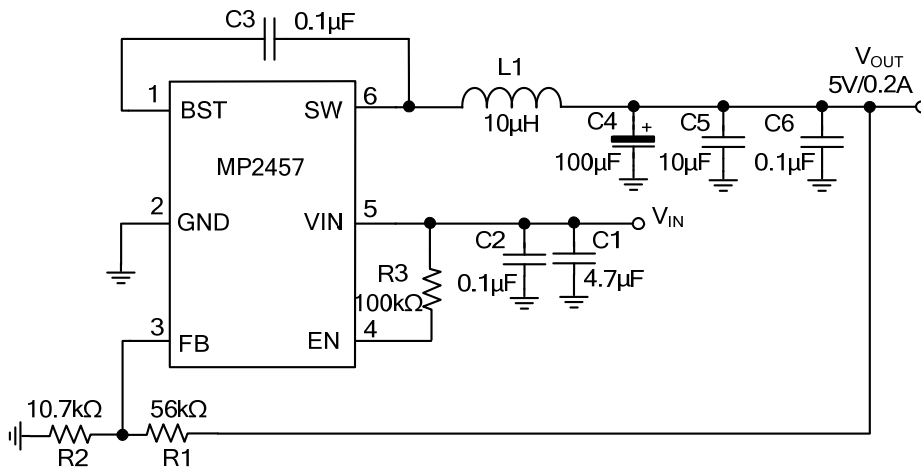 C3
0.1µF
L1
10µH
V_OUT
5V/0.2A
1
BST
SW
6
MP2457
C4
+
100µF
C5
10µF
C6
0.1µF
2
GND
VIN
5
V_IN
R3
100kΩ
C2
0.1µF
C1
4.7µF
3
FB
EN
4
10.7kΩ
R2
56kΩ
R1